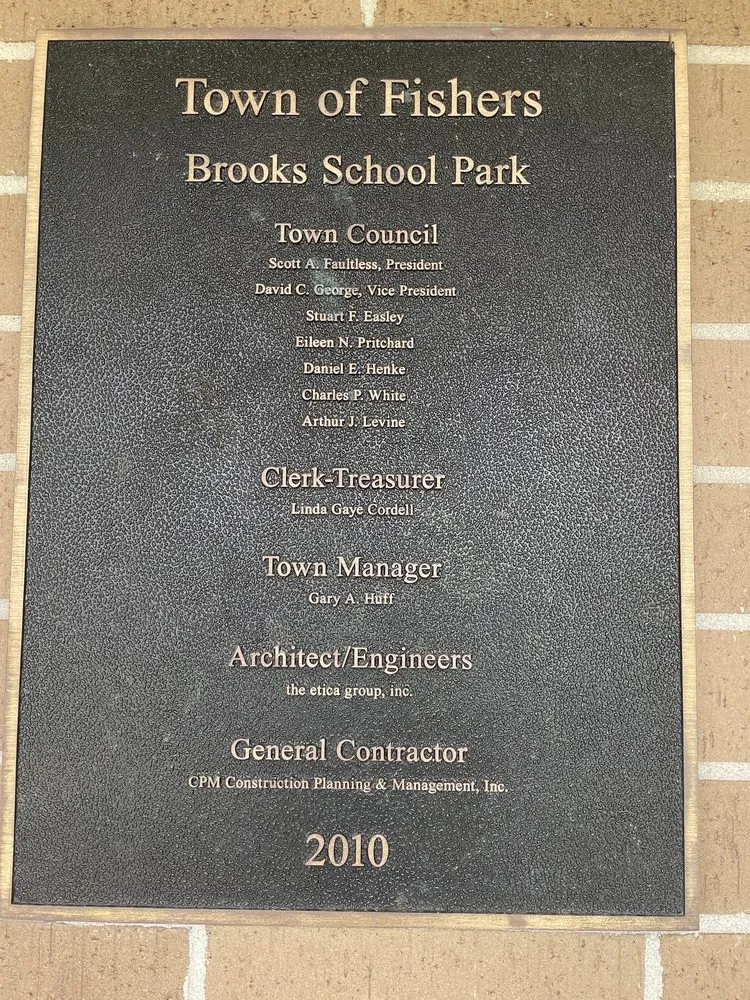 Town of Fishers
Brooks School Park
Town Council
Scott A. Faultless, President
David C. George, Vice President
Stuart F. Easley
Eileen N. Pritchard
Daniel E. Henke
Charles P. White
Arthur J. Levine
Clerk-Treasurer
Linda Gaye Cordell
Town Manager
Gary A. Huff
Architect/Engineers
the etica group, inc.
General Contractor
CPM Construction Planning & Management, Inc.
2010